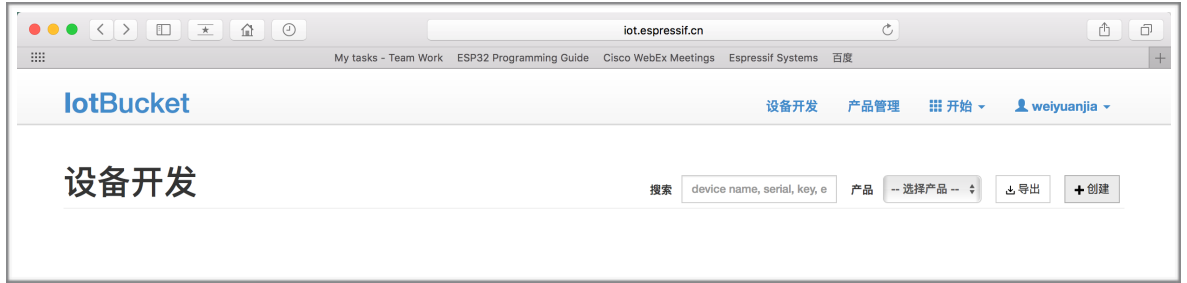 iot.espressif.cn
My tasks - Team Work ESP32 Programming Guide Cisco WebEx Meetings Espressif Systems 百度
IotBucket 设备开发 产品管理 开始 weiyuanjia
设备开发 搜索 device name, serial, key, e 产品 -- 选择产品 -- 导出 创建